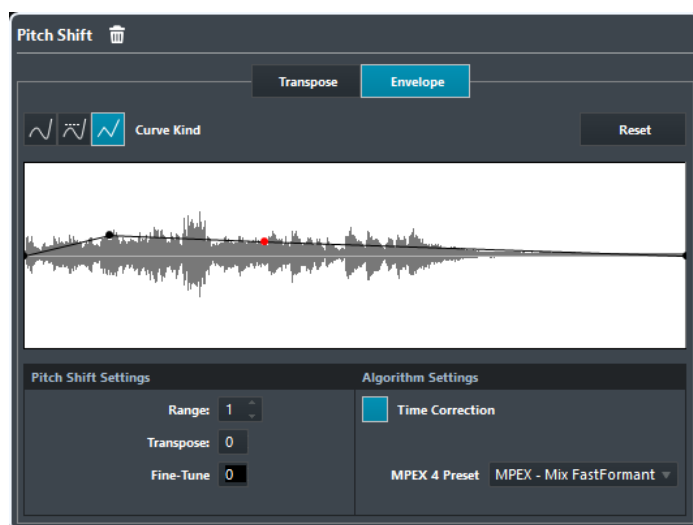 Pitch Shift
Transpose Envelope
Curve Kind Reset
Pitch Shift Settings Algorithm Settings
Range: 1 Time Correction
Transpose: 0
Fine-Tune 0 MPEX 4 Preset MPEX - Mix FastFormant